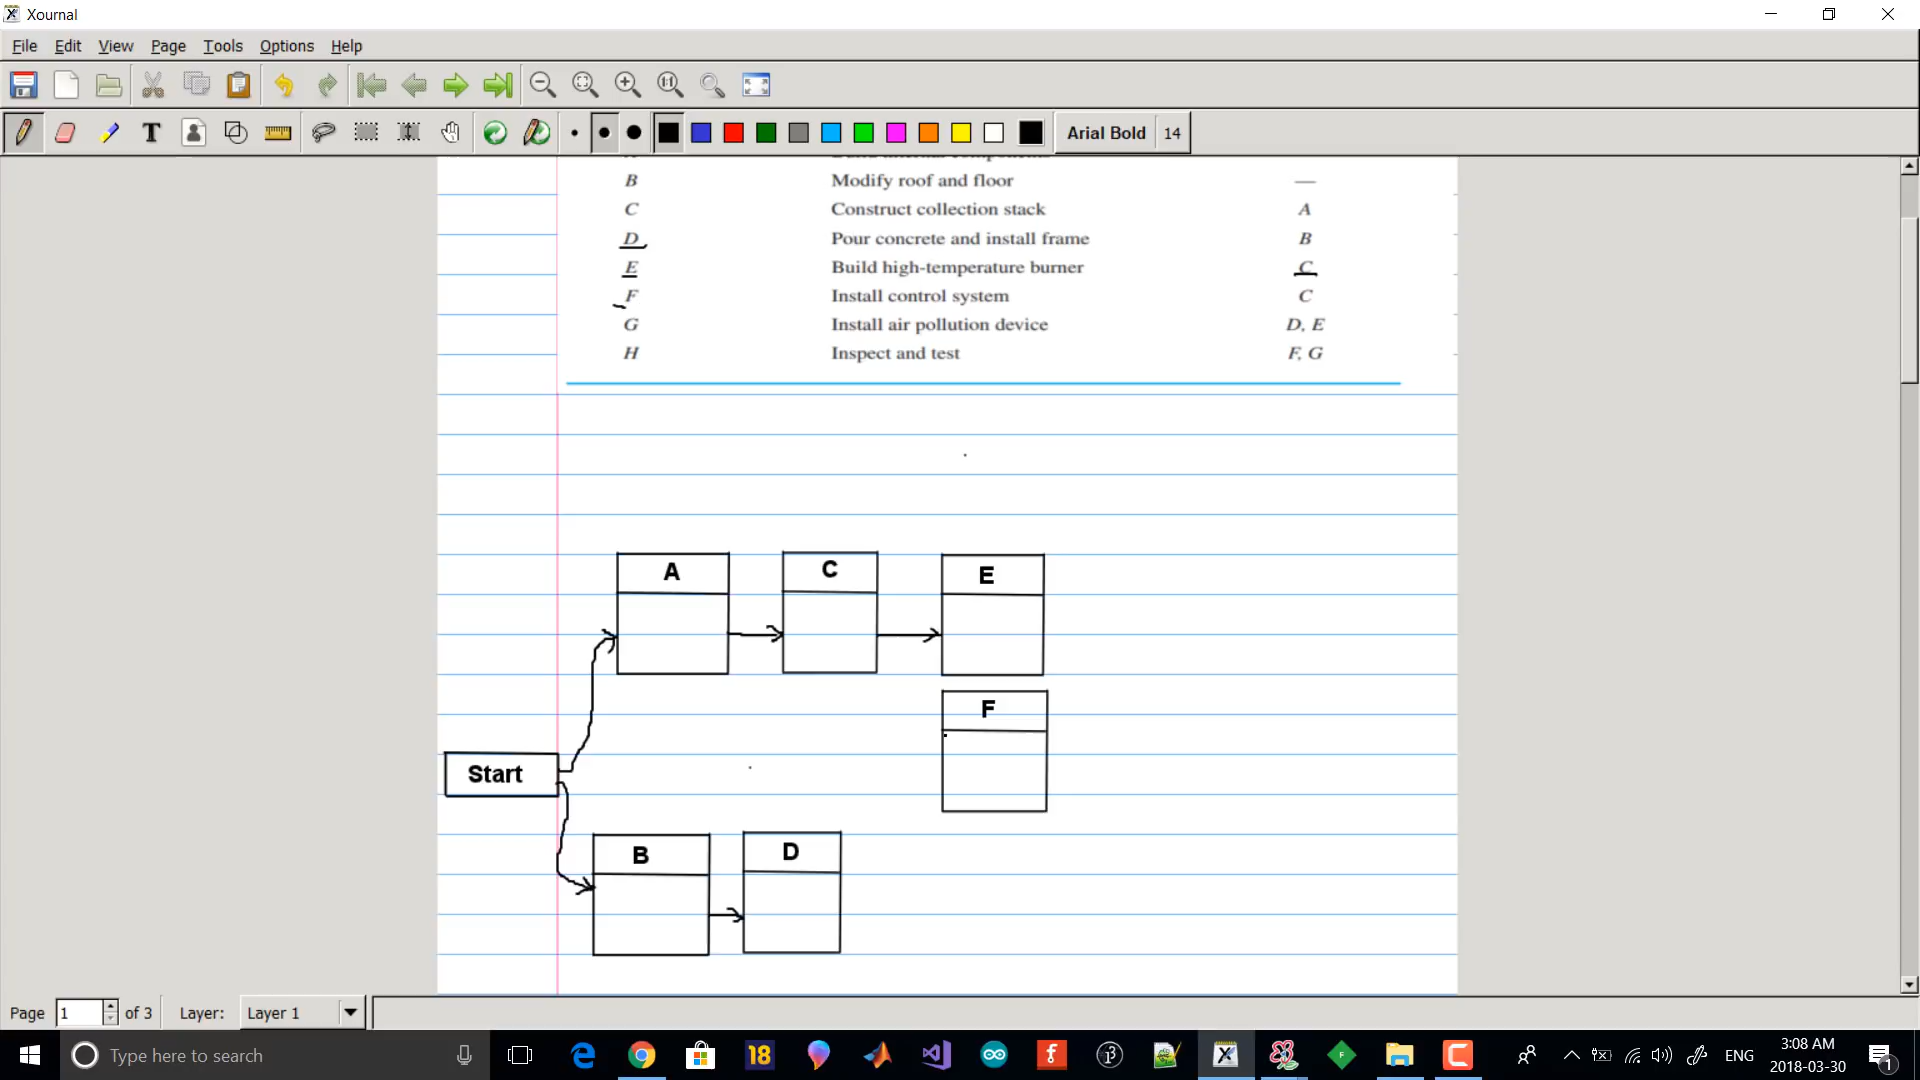 Xournal
File Edit View Page Tools Options Help
T Arial Bold 14
B Modify roof and floor —
C Construct collection stack A
D Pour concrete and install frame B
E Build high-temperature burner C
F Install control system C
G Install air pollution device D, E
H Inspect and test F, G
A C E
F
Start
B D
Page 1 of 3 Layer: Layer 1
Type here to search 18 ENG 3:08 AM
2018-03-30 1